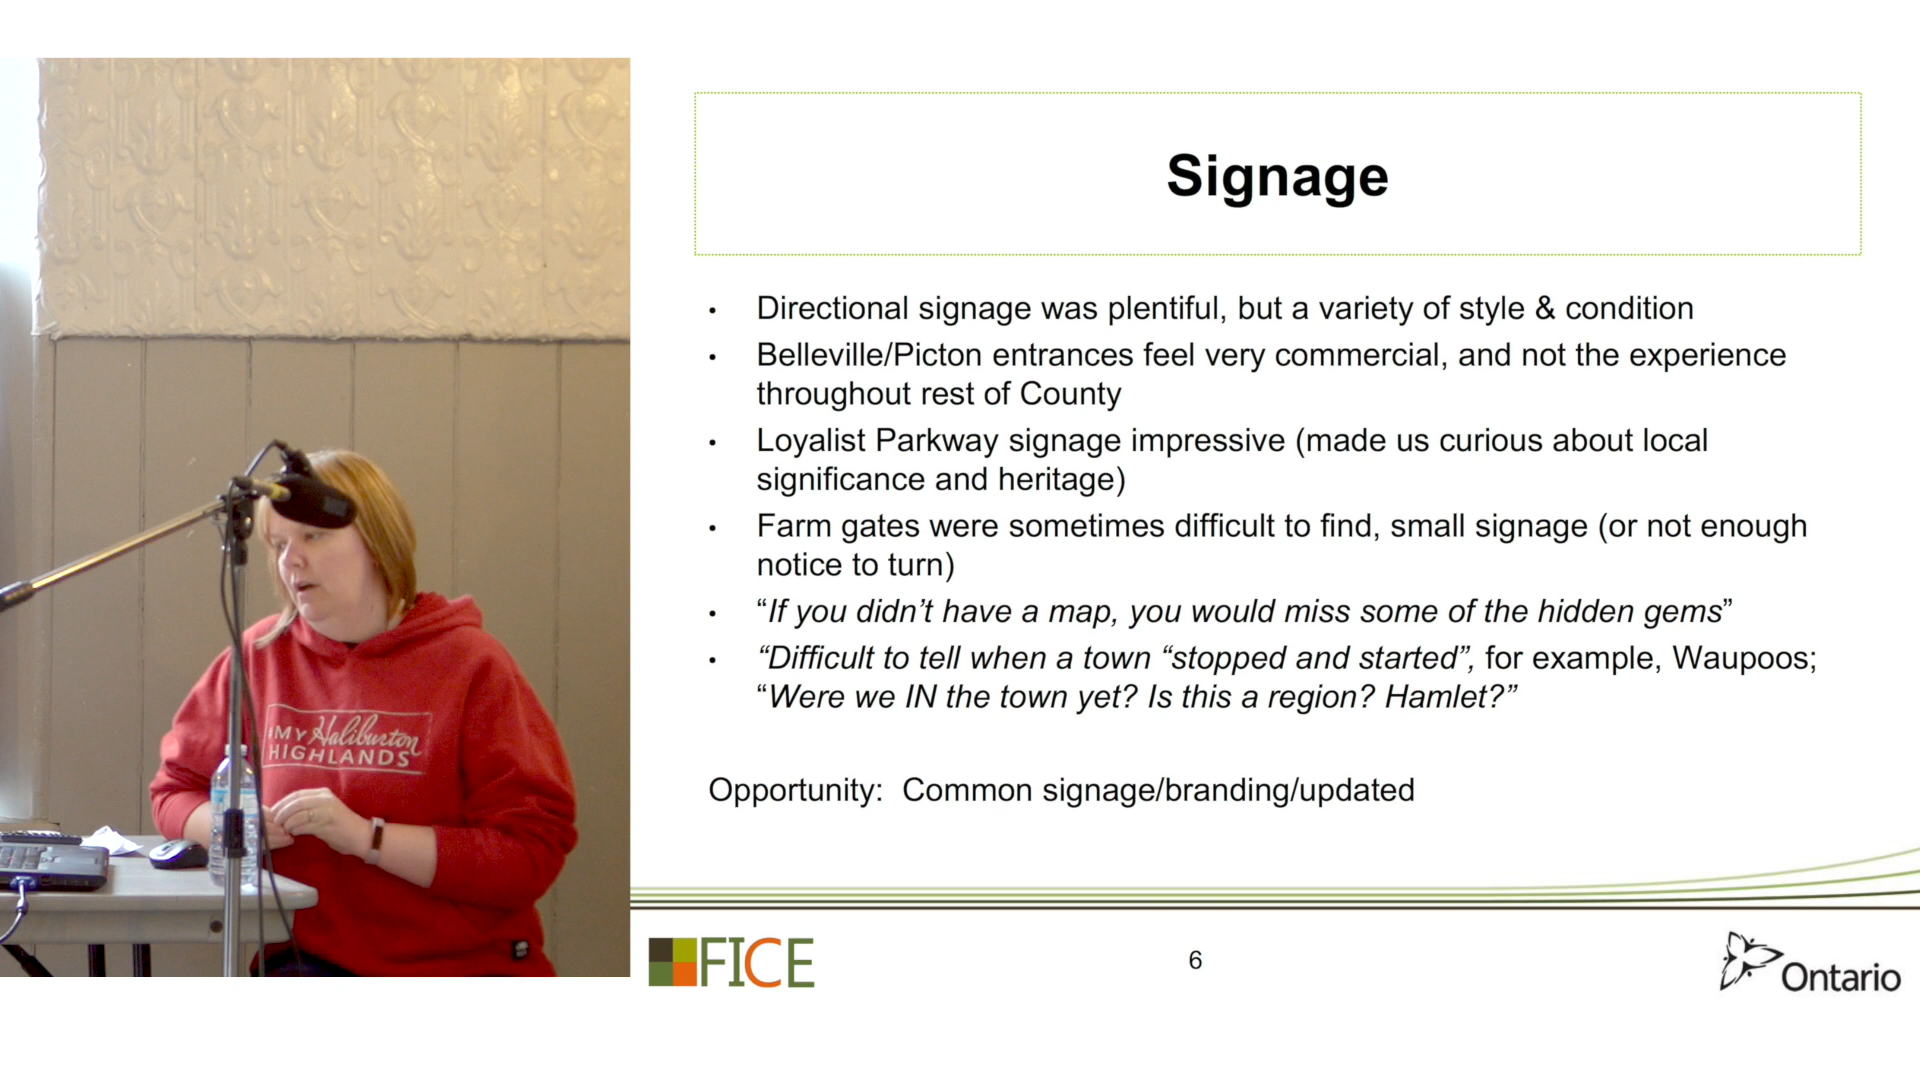 #MY Haliburton
HIGHLANDS
Signage
• Directional signage was plentiful, but a variety of style & condition
• Belleville/Picton entrances feel very commercial, and not the experience
throughout rest of County
• Loyalist Parkway signage impressive (made us curious about local
significance and heritage)
• Farm gates were sometimes difficult to find, small signage (or not enough
notice to turn)
• “If you didn’t have a map, you would miss some of the hidden gems”
• “Difficult to tell when a town “stopped and started”, for example, Waupoos;
“Were we IN the town yet? Is this a region? Hamlet?”
Opportunity:  Common signage/branding/updated
FICE
6
Ontario